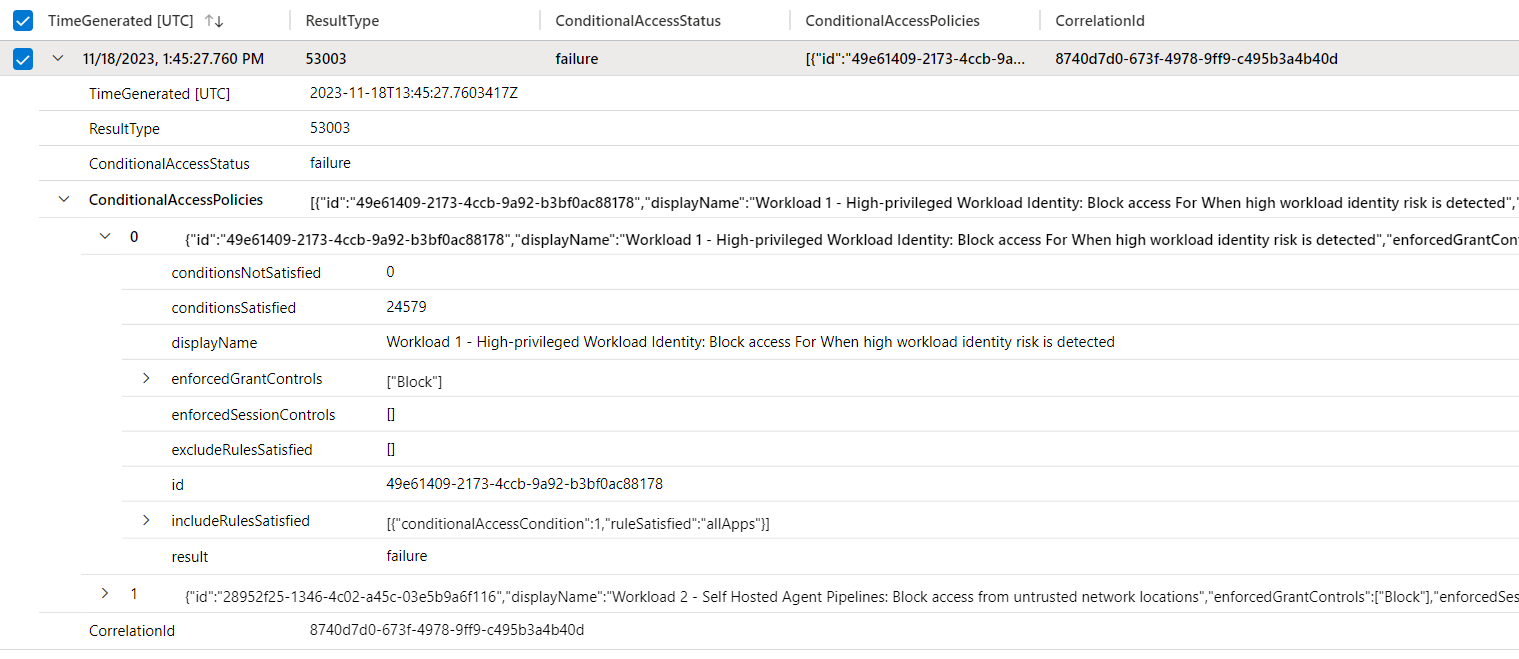 TimeGenerated [UTC] ↑↓ ResultType ConditionalAccessStatus ConditionalAccessPolicies CorrelationId
11/18/2023, 1:45:27.760 PM 53003 failure [{"id":"49e61409-2173-4ccb-9a... 8740d7d0-673f-4978-9ff9-c495b3a4b40d
TimeGenerated [UTC] 2023-11-18T13:45:27.7603417Z
ResultType 53003
ConditionalAccessStatus failure
ConditionalAccessPolicies [{"id":"49e61409-2173-4ccb-9a92-b3bf0ac88178","displayName":"Workload 1 - High-privileged Workload Identity: Block access For When high workload identity risk is detected","
0 {"id":"49e61409-2173-4ccb-9a92-b3bf0ac88178","displayName":"Workload 1 - High-privileged Workload Identity: Block access For When high workload identity risk is detected","enforcedGrantCon
conditionsNotSatisfied 0
conditionsSatisfied 24579
displayName Workload 1 - High-privileged Workload Identity: Block access For When high workload identity risk is detected
enforcedGrantControls ["Block"]
enforcedSessionControls []
excludeRulesSatisfied []
id 49e61409-2173-4ccb-9a92-b3bf0ac88178
includeRulesSatisfied [{"conditionalAccessCondition":1,"ruleSatisfied":"allApps"}]
result failure
1 {"id":"28952f25-1346-4c02-a45c-03e5b9a6f116","displayName":"Workload 2 - Self Hosted Agent Pipelines: Block access from untrusted network locations","enforcedGrantControls":["Block"],"enforcedSes
CorrelationId 8740d7d0-673f-4978-9ff9-c495b3a4b40d